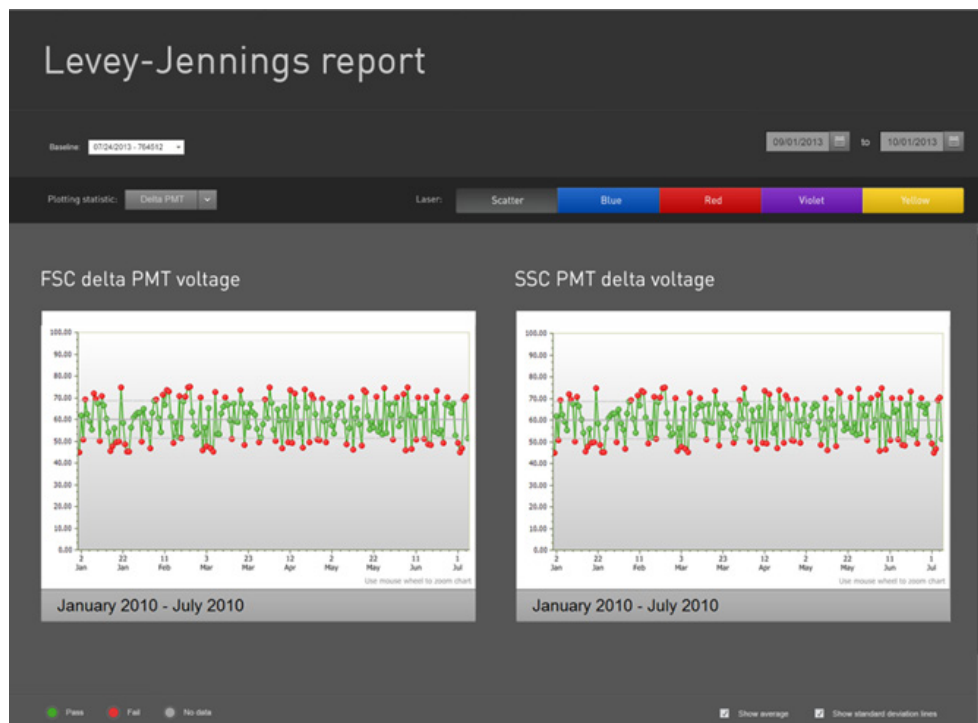 Levey-Jennings report
Baseline: 07/24/2013 - 764512
09/01/2013 to 10/01/2013
Plotting statistic: Delta PMT
Laser: Scatter Blue Red Violet Yellow
FSC delta PMT voltage
100.00
90.00
80.00
70.00
60.00
50.00
40.00
30.00
20.00
10.00
0.00
2 22 11 3 23 12 2 22 11 1
Jan Jan Feb Mar Mar Apr May May Jun Jul
Use mouse wheel to zoom chart
January 2010 - July 2010
SSC PMT delta voltage
100.00
90.00
80.00
70.00
60.00
50.00
40.00
30.00
20.00
10.00
0.00
2 22 11 3 23 12 2 22 11 1
Jan Jan Feb Mar Mar Apr May May Jun Jul
Use mouse wheel to zoom chart
January 2010 - July 2010
Pass Fail No data
Show average Show standard deviation lines